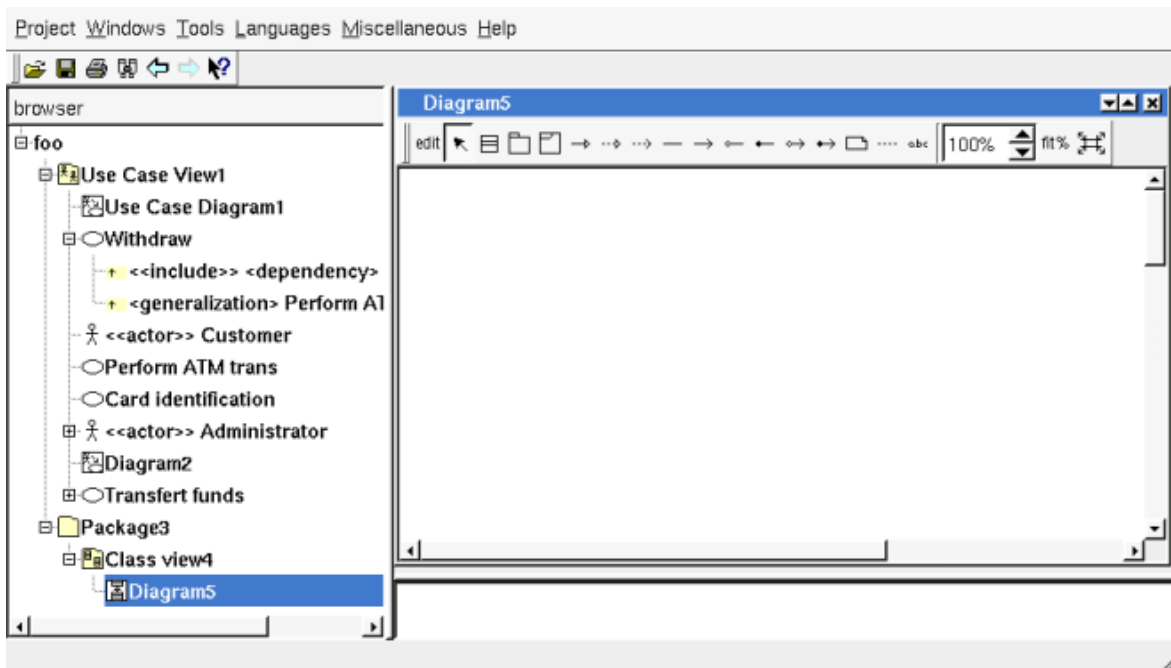 Project Windows Tools Languages Miscellaneous Help
browser
Diagram5
edit
abc
100%
fit%
foo
Use Case View1
Use Case Diagram1
Withdraw
<<include>> <dependency>
<generalization> Perform AT
<<actor>> Customer
Perform ATM trans
Card identification
<<actor>> Administrator
Diagram2
Transfert funds
Package3
Class view4
Diagram5